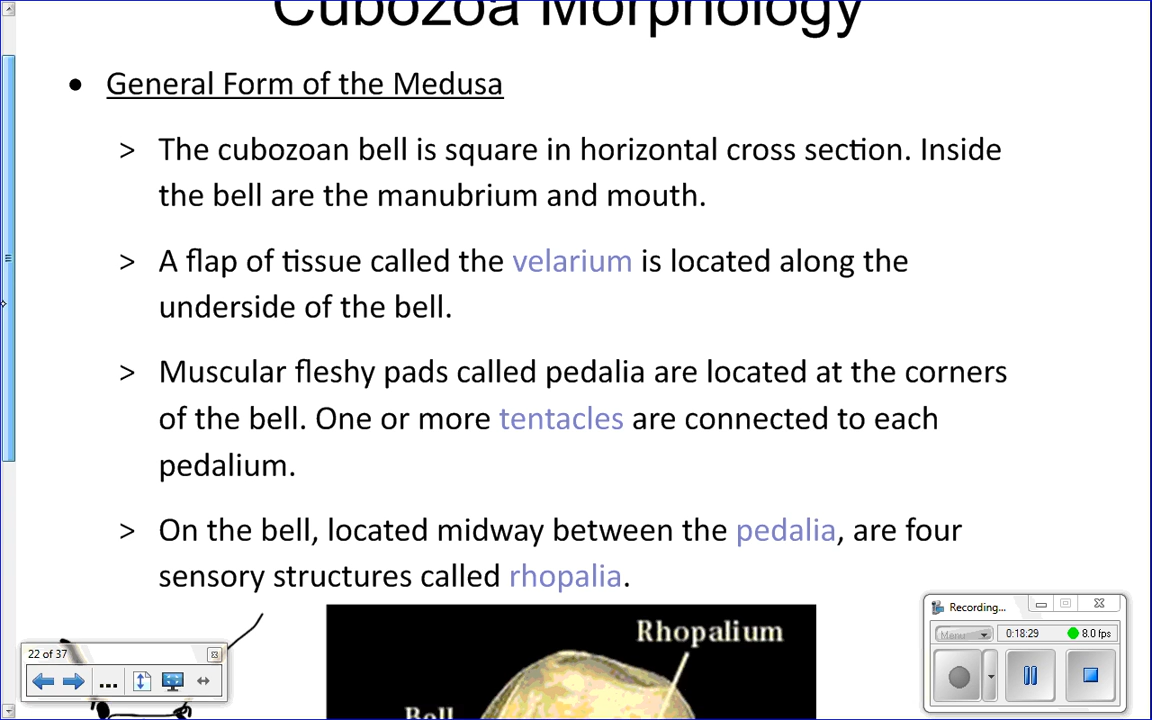 Cubozoa Morphology
• General Form of the Medusa
> The cubozoan bell is square in horizontal cross section. Inside
the bell are the manubrium and mouth.
> A flap of tissue called the velarium is located along the
underside of the bell.
> Muscular fleshy pads called pedalia are located at the corners
of the bell. One or more tentacles are connected to each
pedalium.
> On the bell, located midway between the pedalia, are four
sensory structures called rhopalia.
Rhopalium
Bell
22 of 37
...
Recording...
Menu
0:18:29
8.0 fps